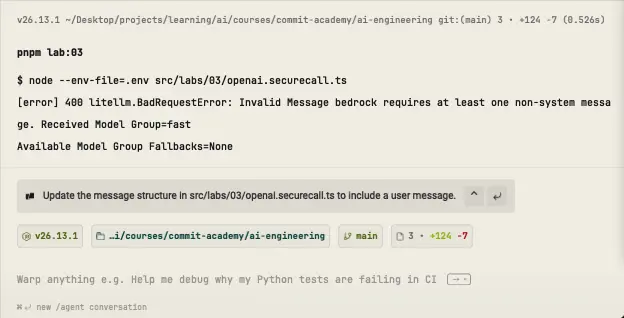 v26.13.1 ~/Desktop/projects/learning/ai/courses/commit-academy/ai-engineering git:(main) 3 • +124 -7 (0.526s)
pnpm lab:03
$ node --env-file=.env src/labs/03/openai.securecall.ts
[error] 400 litellm.BadRequestError: Invalid Message bedrock requires at least one non-system messa
ge. Received Model Group=fast
Available Model Group Fallbacks=None
Update the message structure in src/labs/03/openai.securecall.ts to include a user message.
v26.13.1 …i/courses/commit-academy/ai-engineering main 3 • +124 -7
Warp anything e.g. Help me debug why my Python tests are failing in CI
⌘⏎ new /agent conversation